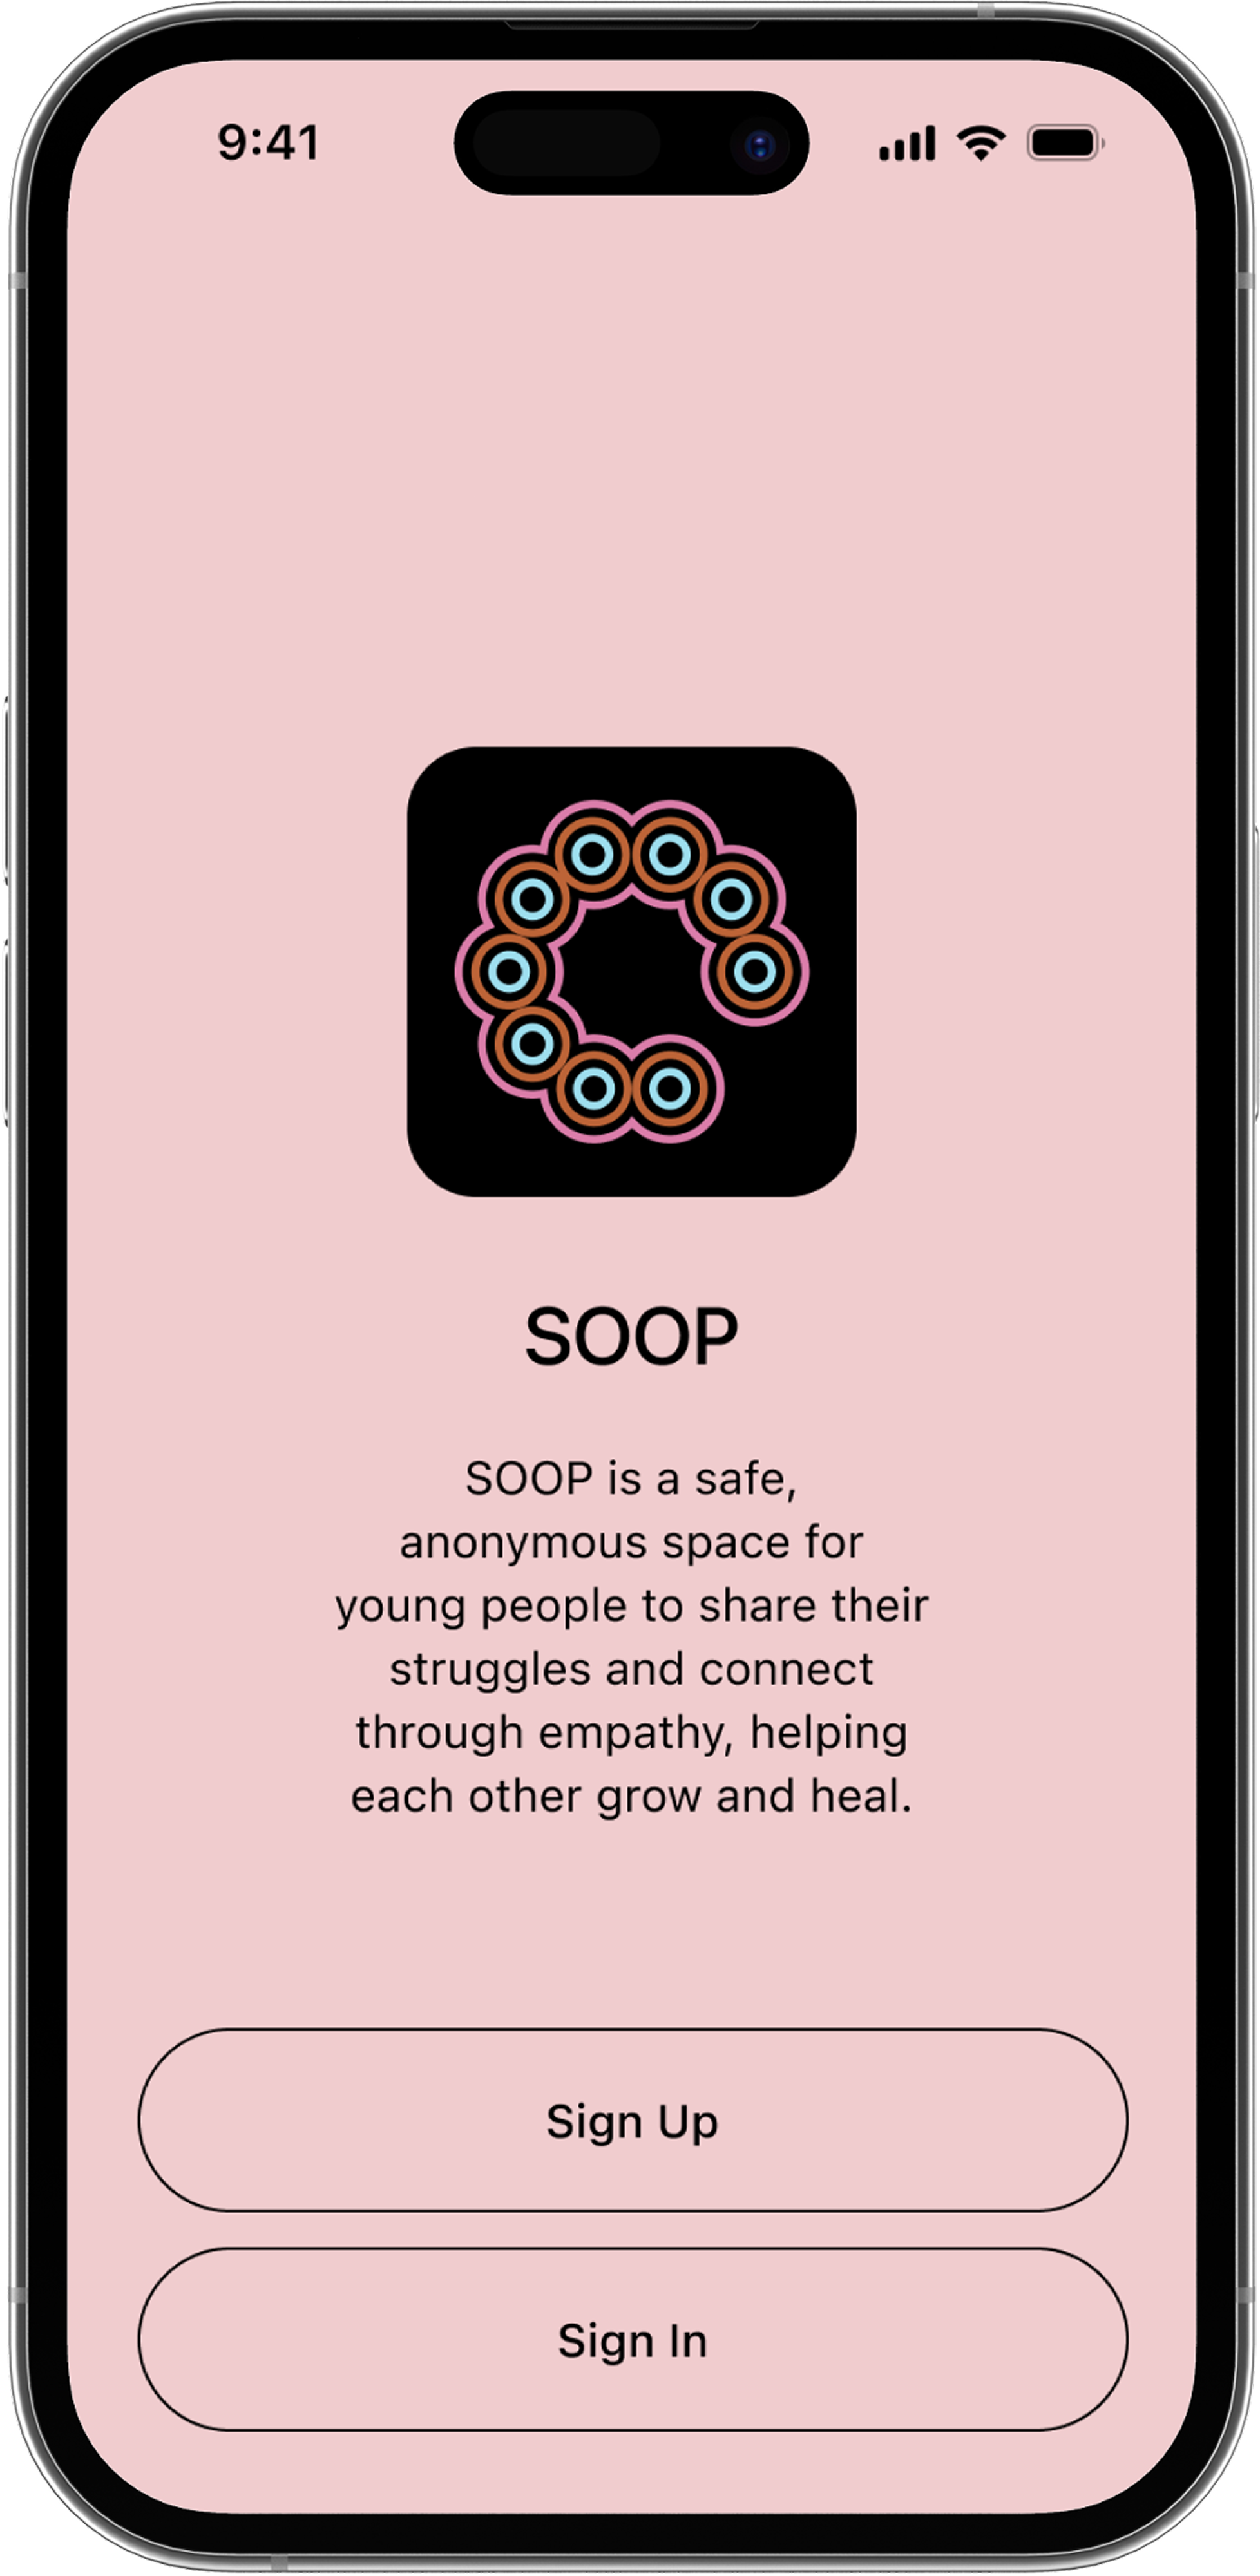 9:41
SOOP
SOOP is a safe,
anonymous space for
young people to share their
struggles and connect
through empathy, helping
each other grow and heal.
Sign Up
Sign In